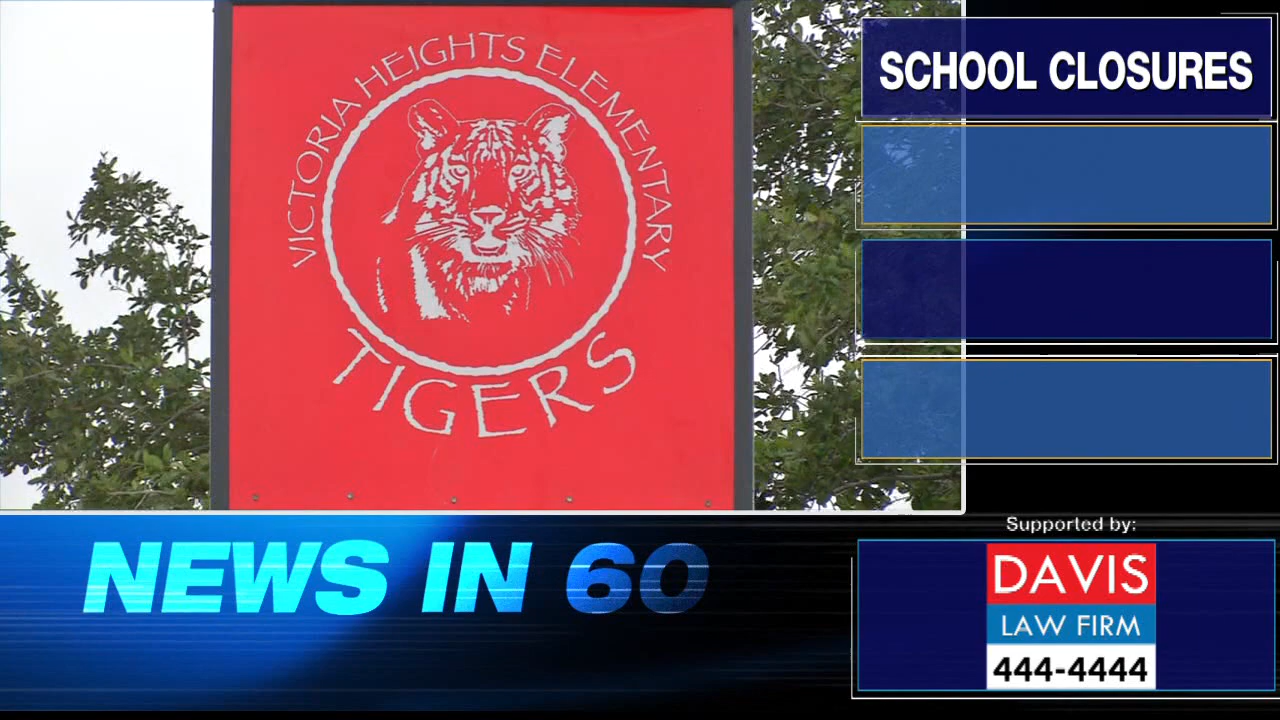 VICTORIA HEIGHTS ELEMENTARY
TIGERS
SCHOOL CLOSURES
NEWS IN 60
Supported by:
DAVIS
LAW FIRM
444-4444